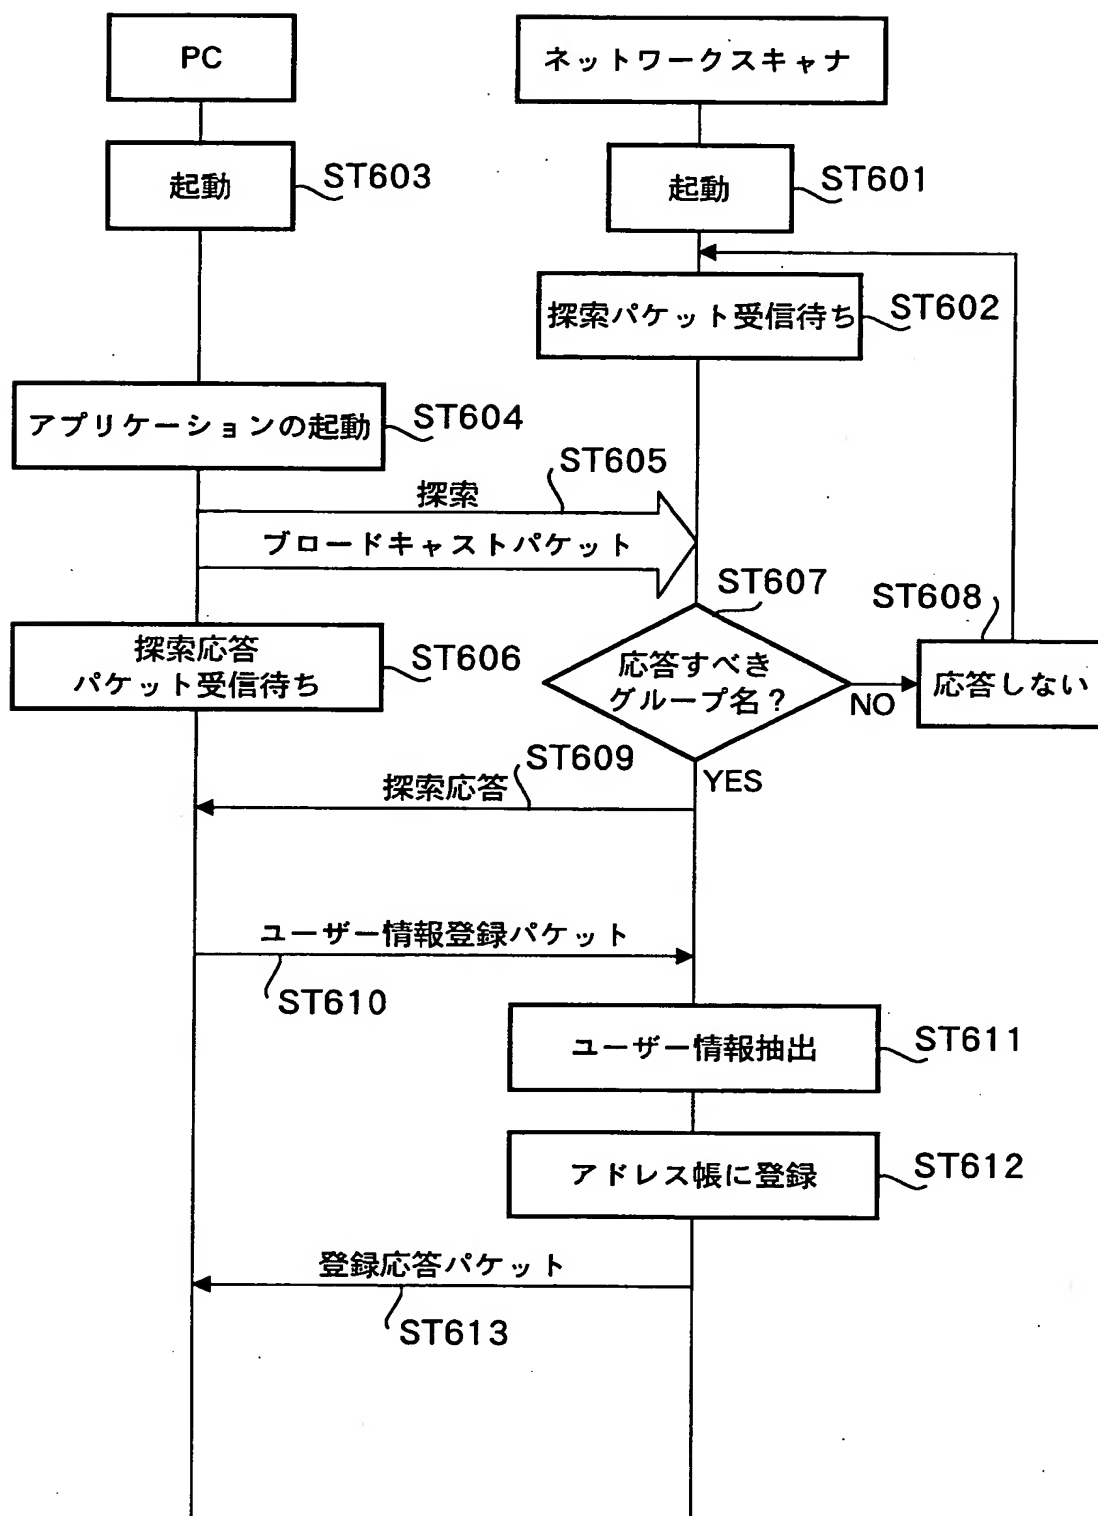 PC
ネットワークスキャナ
起動
ST603
起動
ST601
探索パケット受信待ち
ST602
アプリケーションの起動
ST604
ST605
探索
ブロードキャストパケット
ST607
ST608
探索応答
パケット受信待ち
ST606
応答すべき
グループ名？
NO
応答しない
YES
ST609
探索応答
ユーザー情報登録パケット
ST610
ユーザー情報抽出
ST611
アドレス帳に登録
ST612
登録応答パケット
ST613